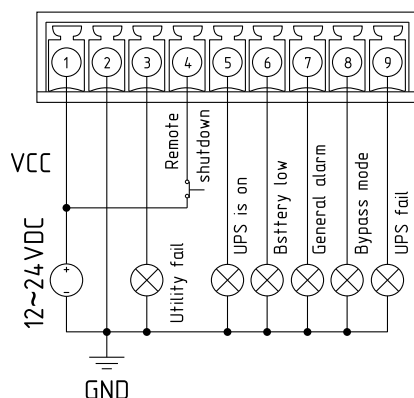 1 2 3 4 5 6 7 8 9
VCC
Remote
shutdown
12~24VDC
+
−
Utility fail
UPS is on
Bsttery low
General alarm
Bypass mode
UPS fail
GND